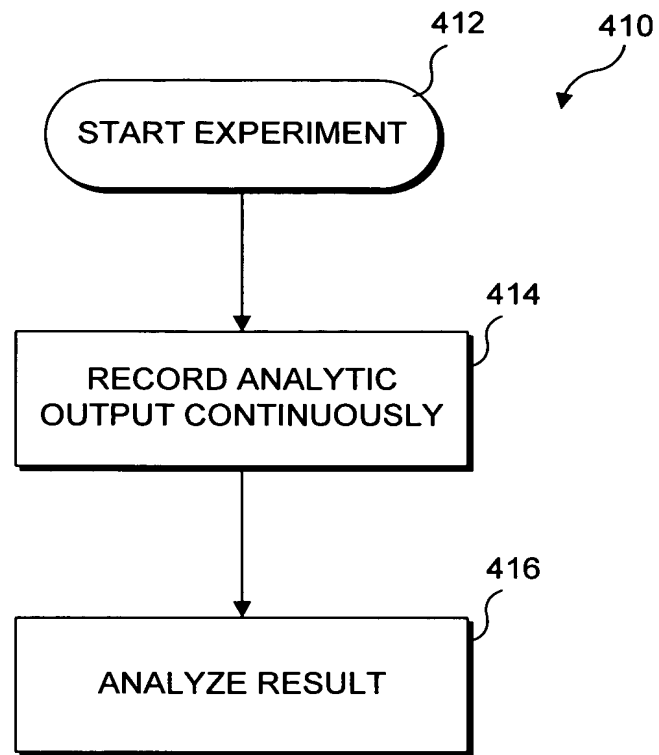 412
410
START EXPERIMENT
414
RECORD ANALYTIC
OUTPUT CONTINUOUSLY
416
ANALYZE RESULT